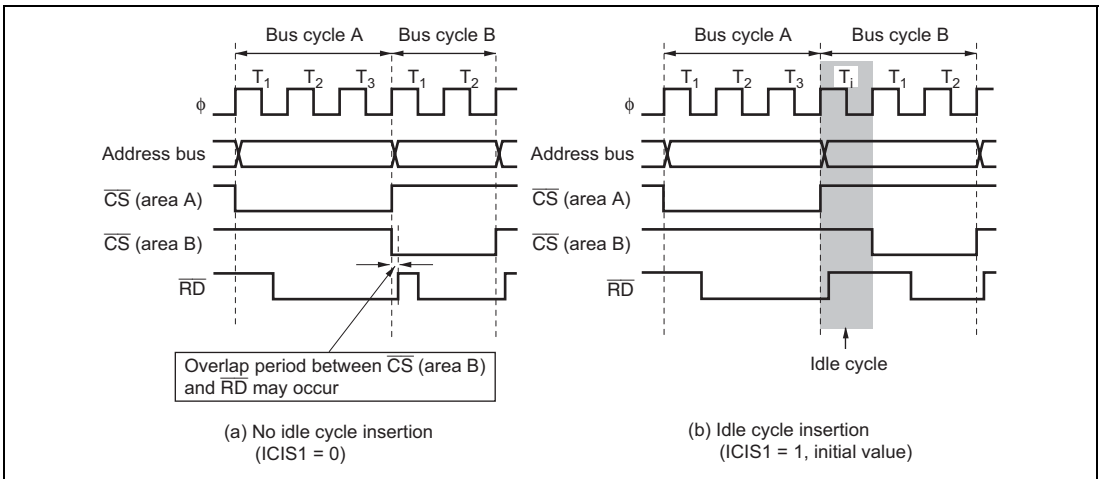 Bus cycle A Bus cycle B
T1 T2 T3 T1 T2
ϕ
Address bus
CS (area A)
CS (area B)
RD
Overlap period between CS (area B)
and RD may occur
(a) No idle cycle insertion
(ICIS1 = 0)
Bus cycle A Bus cycle B
T1 T2 T3 Ti T1 T2
ϕ
Address bus
CS (area A)
CS (area B)
RD
Idle cycle
(b) Idle cycle insertion
(ICIS1 = 1, initial value)